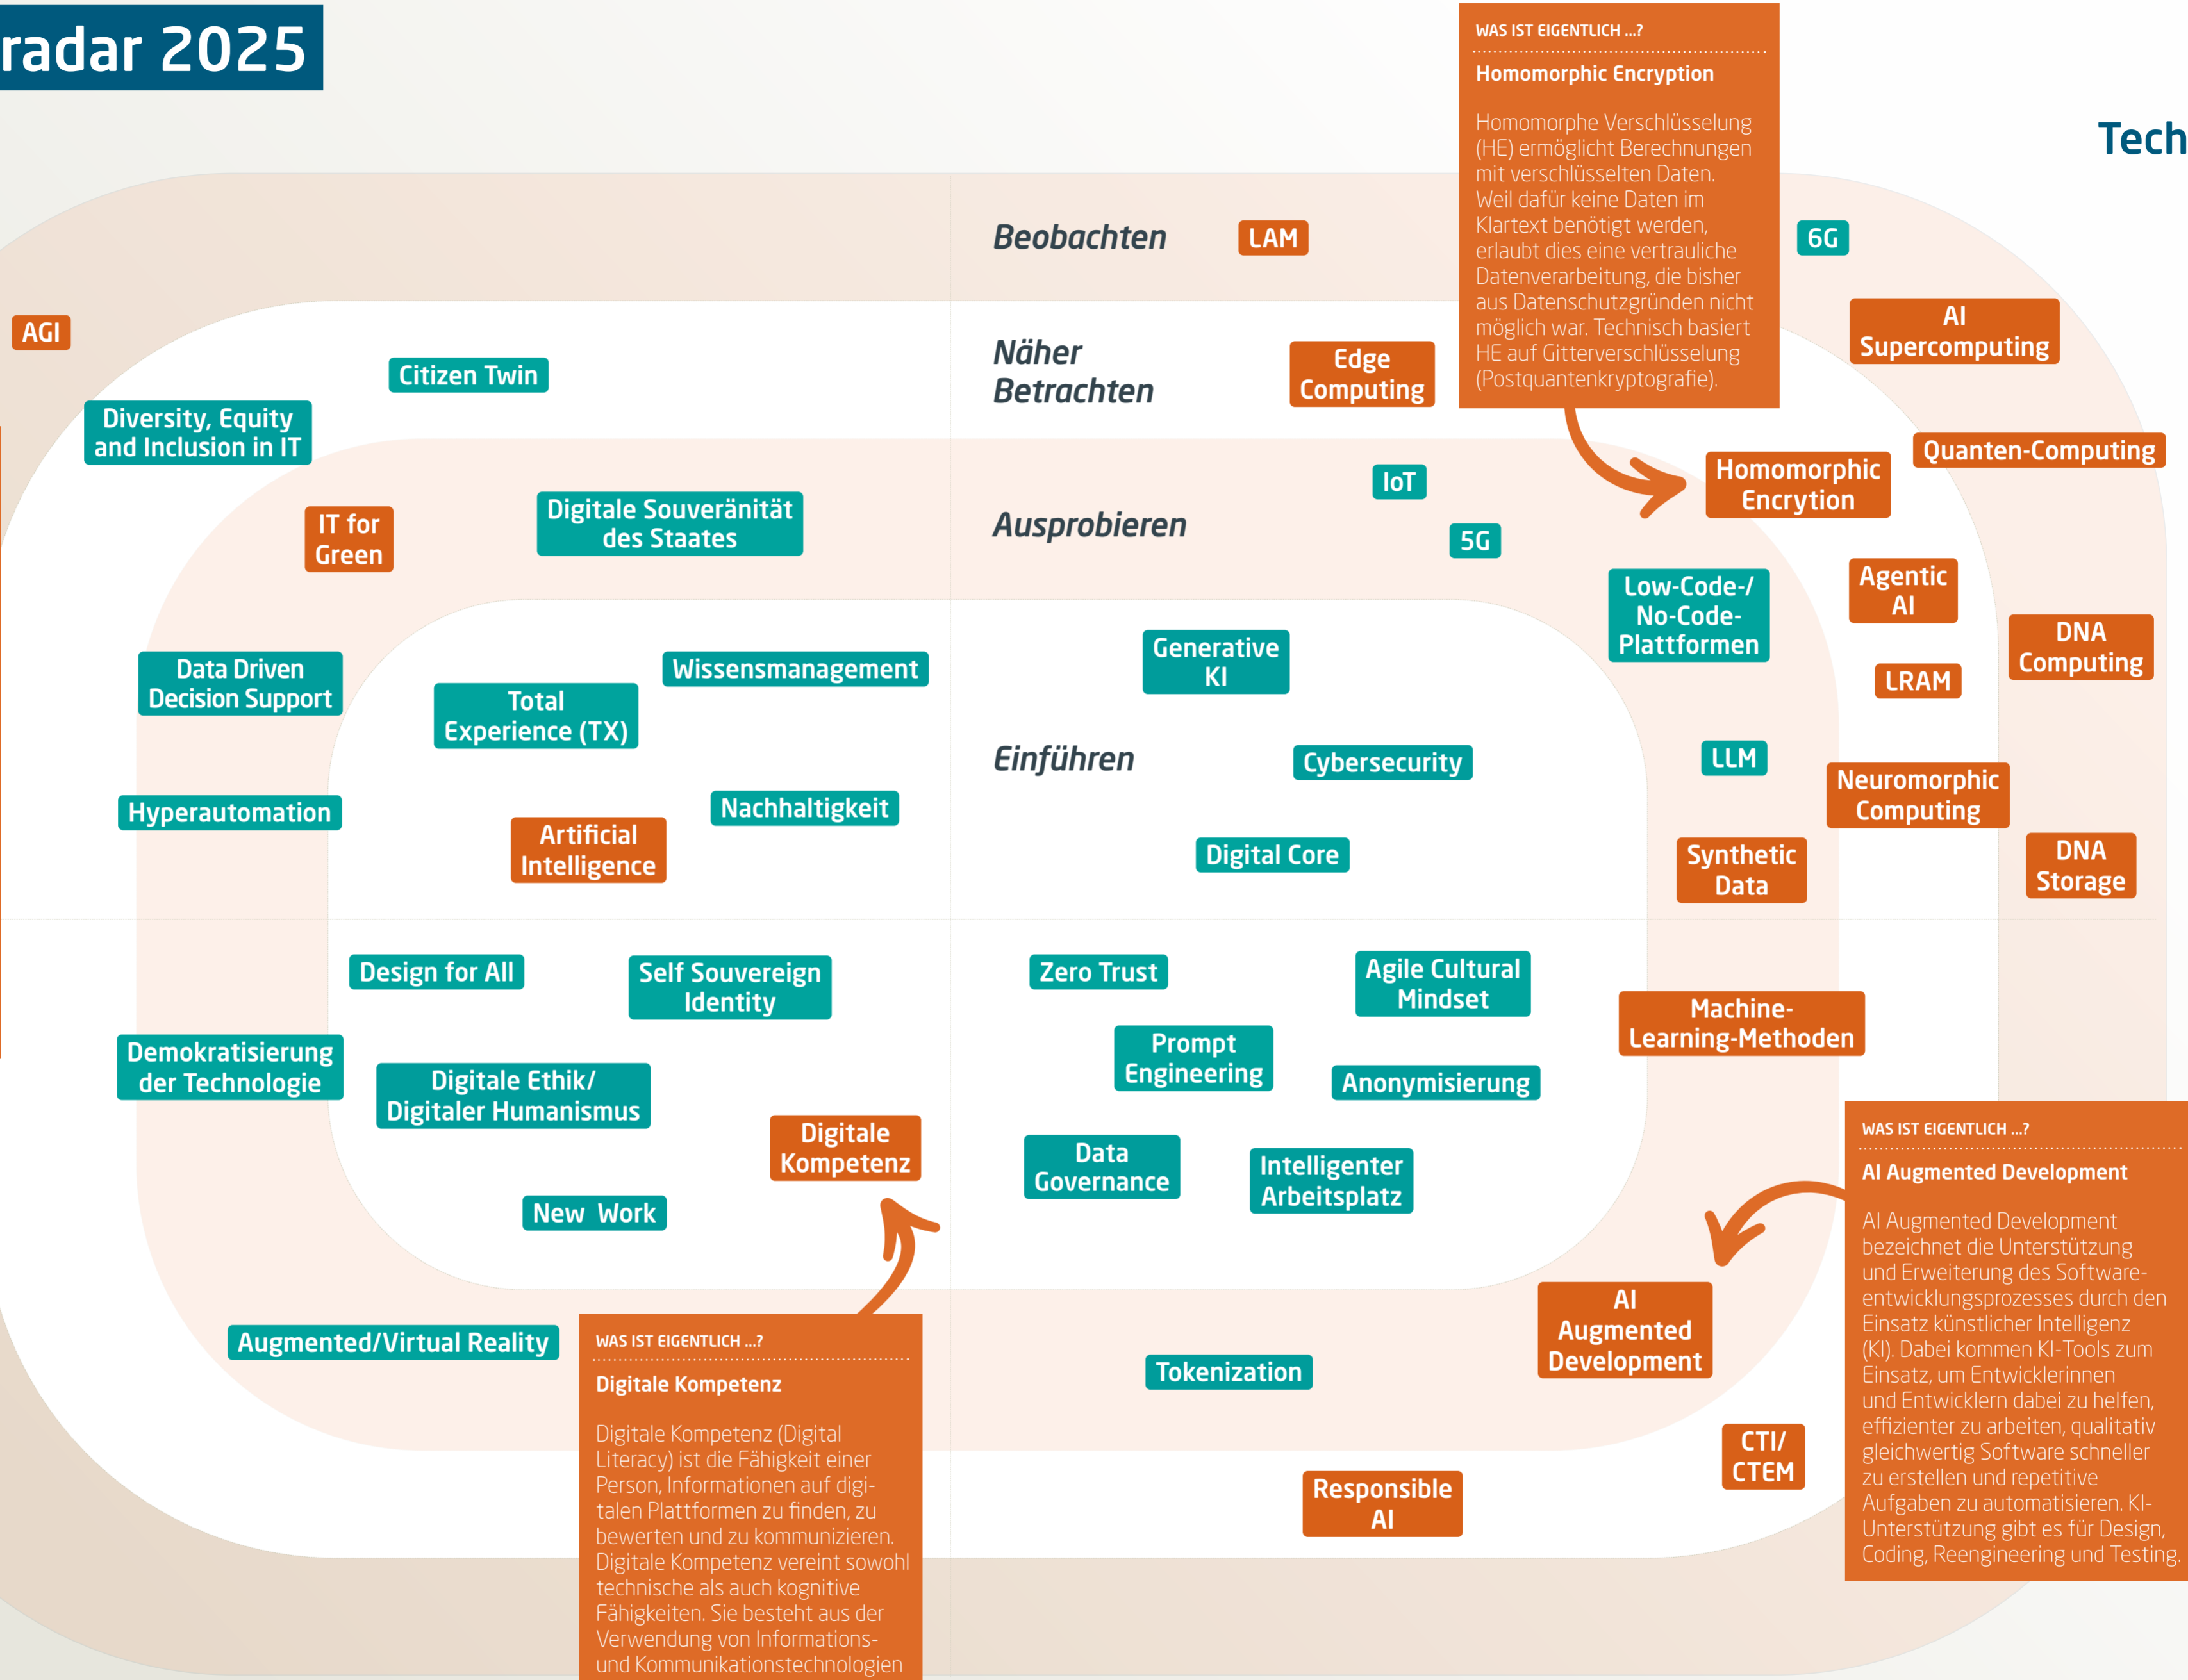 radar 2025
Tech
WAS IST EIGENTLICH ...?
Homomorphic Encryption
Homomorphe Verschlüsselung
(HE) ermöglicht Berechnungen
mit verschlüsselten Daten.
Weil dafür keine Daten im
Klartext benötigt werden,
erlaubt dies eine vertrauliche
Datenverarbeitung, die bisher
aus Datenschutzgründen nicht
möglich war. Technisch basiert
HE auf Gitterverschlüsselung
(Postquantenkryptografie).
Beobachten
LAM
6G
AGI
AI
Supercomputing
Citizen Twin
Näher
Betrachten
Edge
Computing
Diversity, Equity
and Inclusion in IT
Quanten-Computing
Homomorphic
Encrytion
IT for
Green
Digitale Souveränität
des Staates
Ausprobieren
IoT
5G
Low-Code-/
No-Code-
Plattformen
Agentic
AI
DNA
Computing
LRAM
Data Driven
Decision Support
Total
Experience (TX)
Wissensmanagement
Generative
KI
Einführen
Cybersecurity
LLM
Neuromorphic
Computing
Hyperautomation
Artificial
Intelligence
Nachhaltigkeit
Digital Core
Synthetic
Data
DNA
Storage
Design for All
Self Souvereign
Identity
Zero Trust
Agile Cultural
Mindset
Machine-
Learning-Methoden
Demokratisierung
der Technologie
Digitale Ethik/
Digitaler Humanismus
Prompt
Engineering
Anonymisierung
Digitale
Kompetenz
Data
Governance
Intelligenter
Arbeitsplatz
New Work
WAS IST EIGENTLICH ...?
AI Augmented Development
AI Augmented Development
bezeichnet die Unterstützung
und Erweiterung des Software-
entwicklungsprozesses durch den
Einsatz künstlicher Intelligenz
(KI). Dabei kommen KI-Tools zum
Einsatz, um Entwicklerinnen
und Entwicklern dabei zu helfen,
effizienter zu arbeiten, qualitativ
gleichwertig Software schneller
zu erstellen und repetitive
Aufgaben zu automatisieren. KI-
Unterstützung gibt es für Design,
Coding, Reengineering und Testing.
Augmented/Virtual Reality
Tokenization
AI
Augmented
Development
CTI/
CTEM
Responsible
AI
WAS IST EIGENTLICH ...?
Digitale Kompetenz
Digitale Kompetenz (Digital
Literacy) ist die Fähigkeit einer
Person, Informationen auf digi-
talen Plattformen zu finden, zu
bewerten und zu kommunizieren.
Digitale Kompetenz vereint sowohl
technische als auch kognitive
Fähigkeiten. Sie besteht aus der
Verwendung von Informations-
und Kommunikationstechnologien